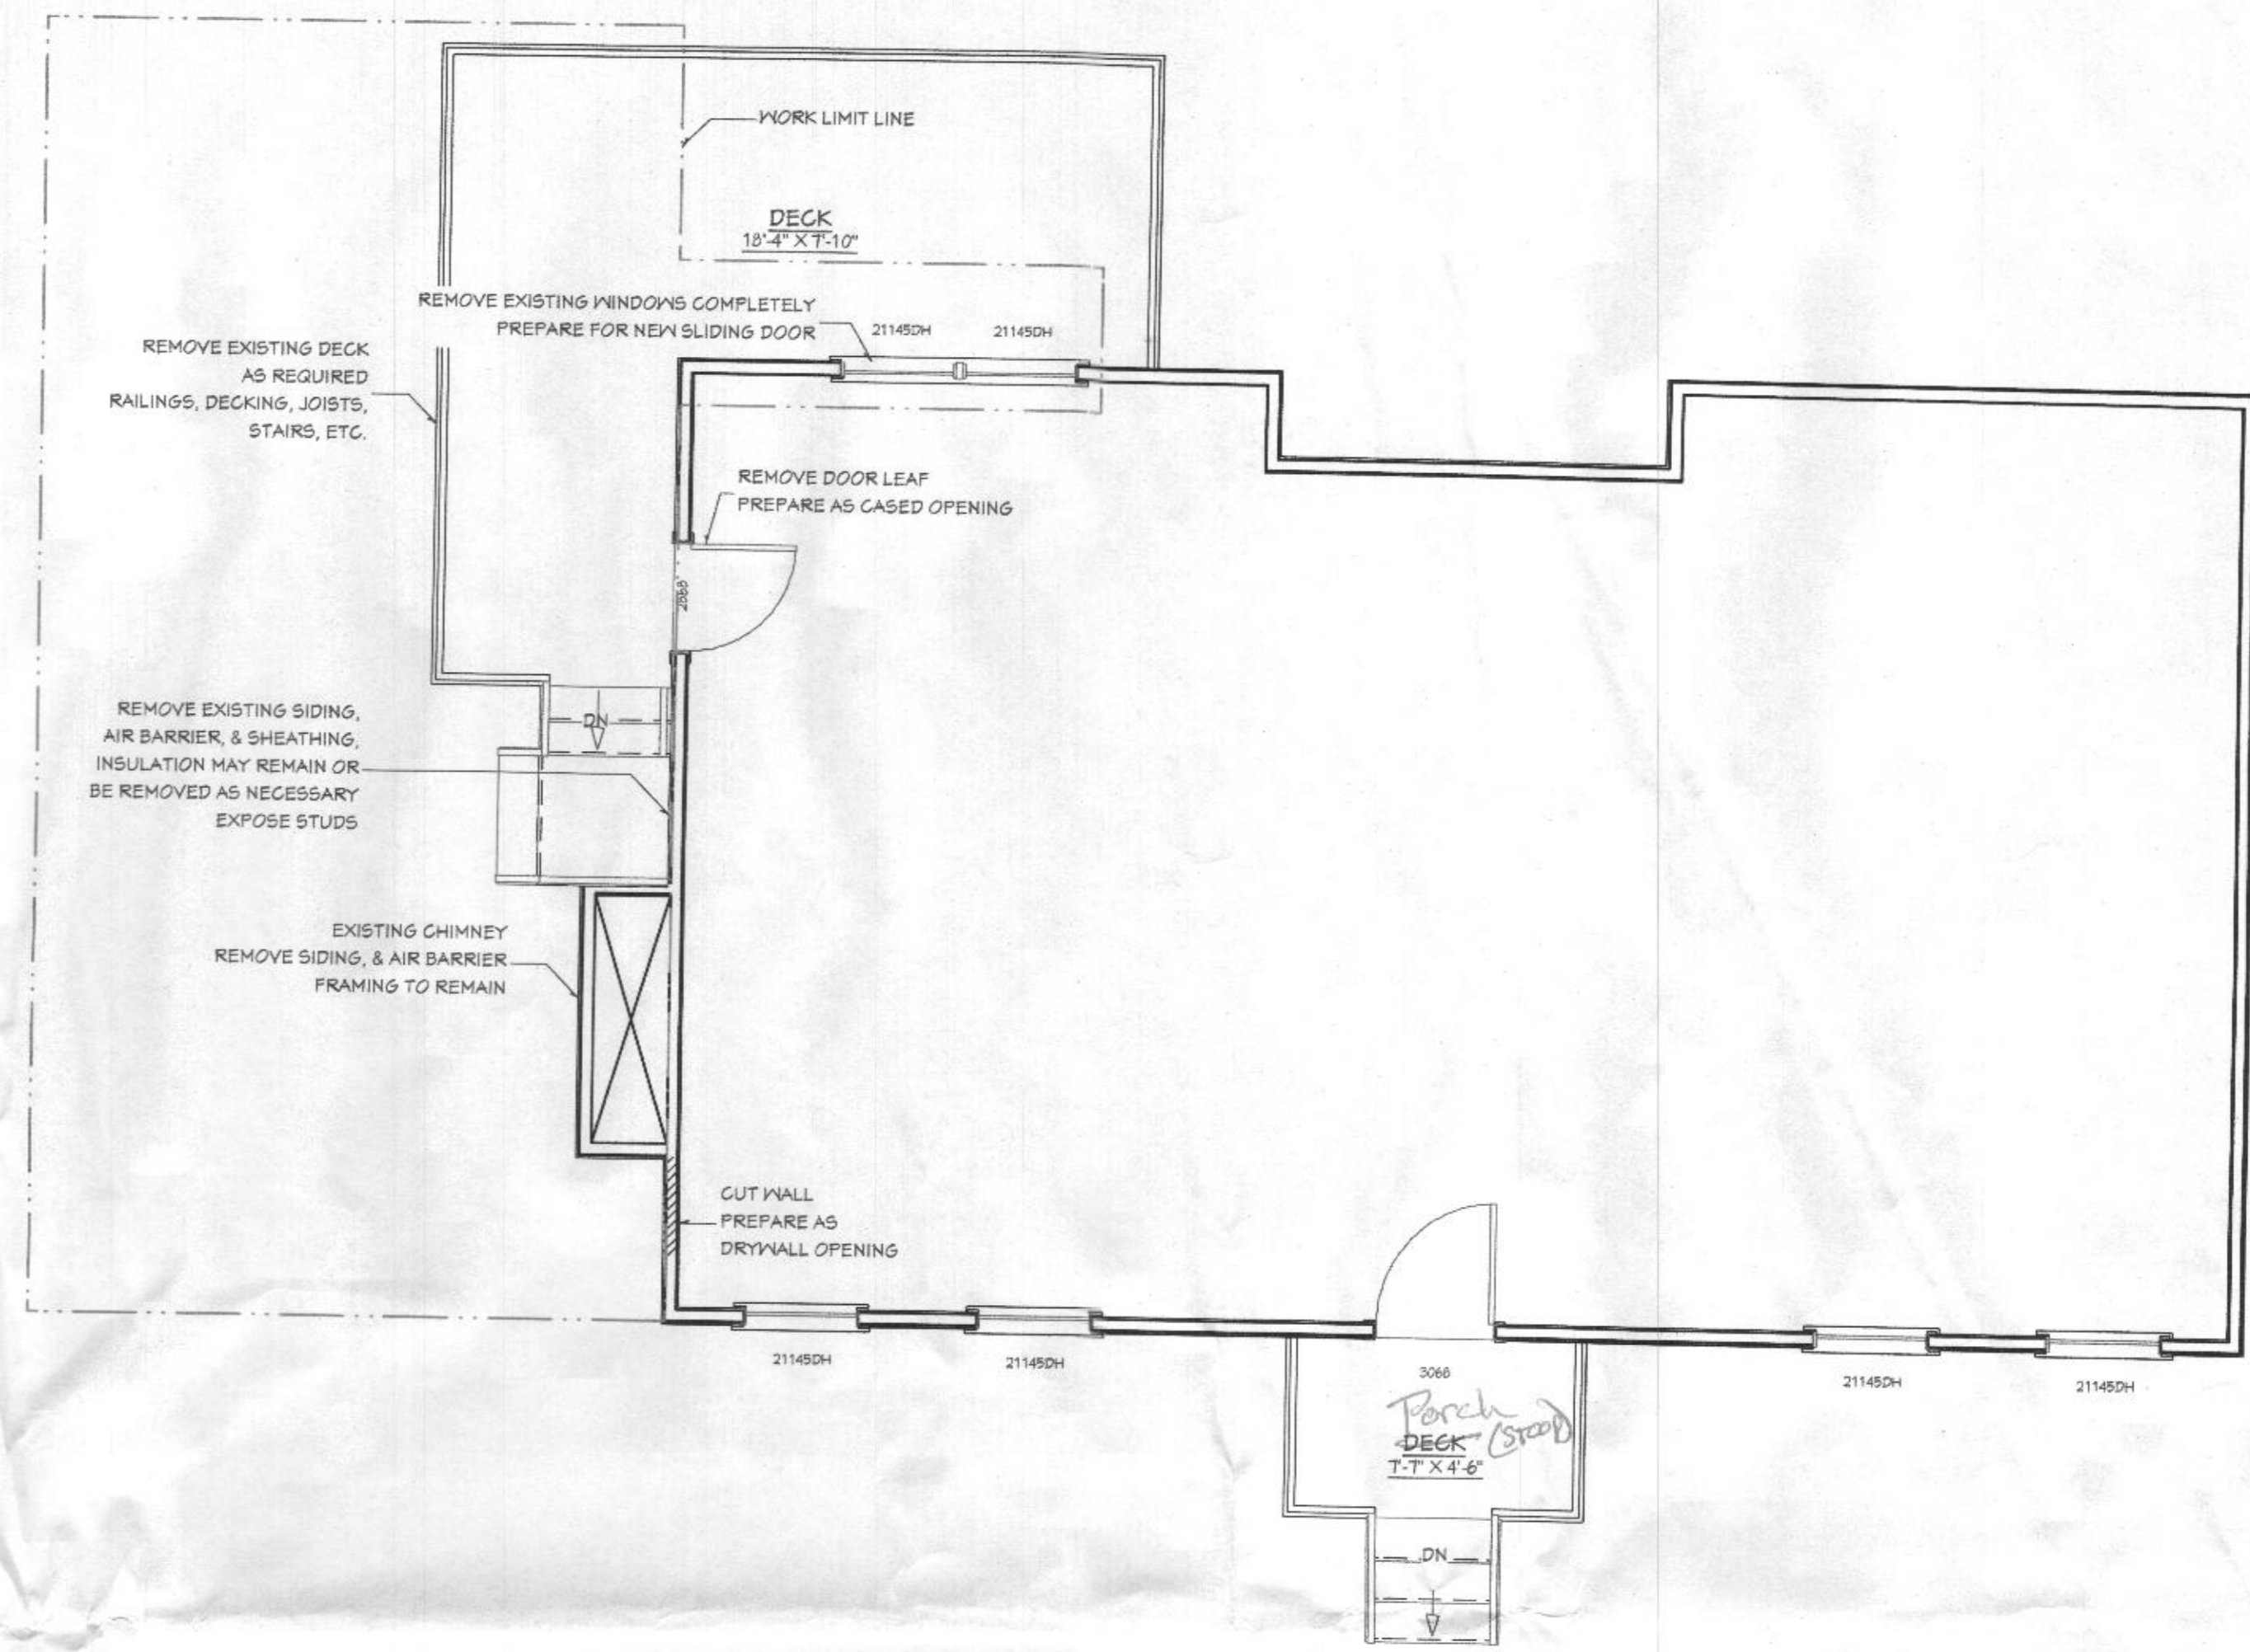 WORK LIMIT LINE
DECK
18'-4" X 7'-10"
REMOVE EXISTING WINDOWS COMPLETELY
PREPARE FOR NEW SLIDING DOOR
21145DH
21145DH
REMOVE EXISTING DECK
AS REQUIRED
RAILINGS, DECKING, JOISTS,
STAIRS, ETC.
REMOVE DOOR LEAF
PREPARE AS CASED OPENING
2868
REMOVE EXISTING SIDING,
AIR BARRIER, & SHEATHING,
INSULATION MAY REMAIN OR
BE REMOVED AS NECESSARY
EXPOSE STUDS
DN
EXISTING CHIMNEY
REMOVE SIDING, & AIR BARRIER
FRAMING TO REMAIN
CUT WALL
PREPARE AS
DRYWALL OPENING
21145DH
21145DH
3068
21145DH
21145DH
Porch
(STOOP)
DECK
7'-7" X 4'-6"
DN